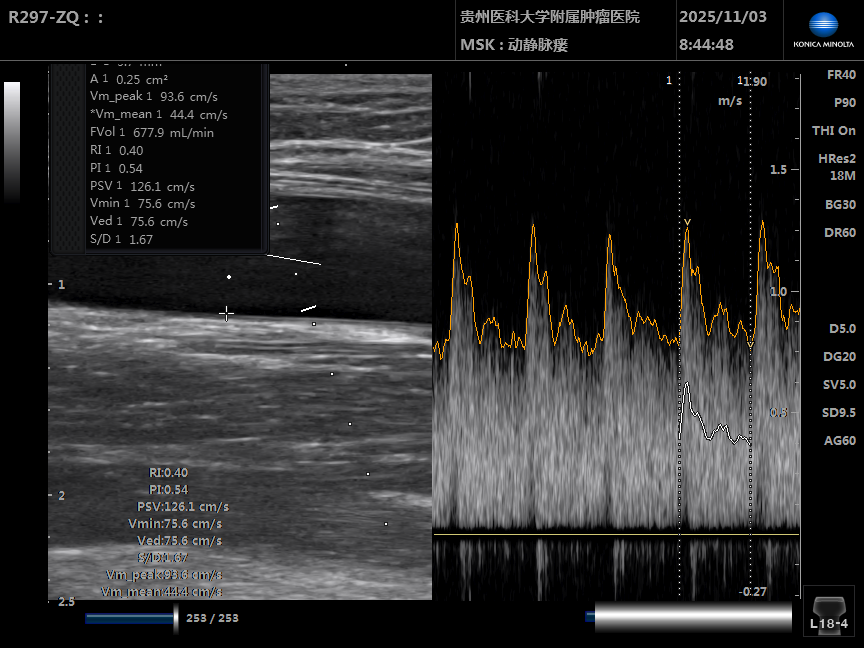 R297-ZQ : :
贵州医科大学附属肿瘤医院
2025/11/03
MSK : 动静脉瘘
8:44:48
KONICA MINOLTA
A 1 0.25 cm²
Vm_peak 1 93.6 cm/s
*Vm_mean 1 44.4 cm/s
FVol 1 677.9 mL/min
RI 1 0.40
PI 1 0.54
PSV 1 126.1 cm/s
Vmin 1 75.6 cm/s
Ved 1 75.6 cm/s
S/D 1 1.67
1
2
2.5
RI:0.40
PI:0.54
PSV:126.1 cm/s
Vmin:75.6 cm/s
Ved:75.6 cm/s
S/D:1.67
Vm_peak:93.6 cm/s
Vm_mean:44.4 cm/s
253 / 253
1
1
1.90
m/s
1.5
1.0
0.5
-0.27
FR40
P90
THI On
HRes2
18M
BG30
DR60
D5.0
DG20
SV5.0
SD9.5
AG60
L18-4